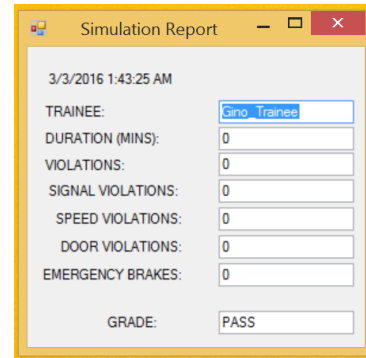 Simulation Report
3/3/2016 1:43:25 AM
TRAINEE: Gino_Trainee
DURATION (MINS): 0
VIOLATIONS: 0
SIGNAL VIOLATIONS: 0
SPEED VIOLATIONS: 0
DOOR VIOLATIONS: 0
EMERGENCY BRAKES: 0
GRADE: PASS